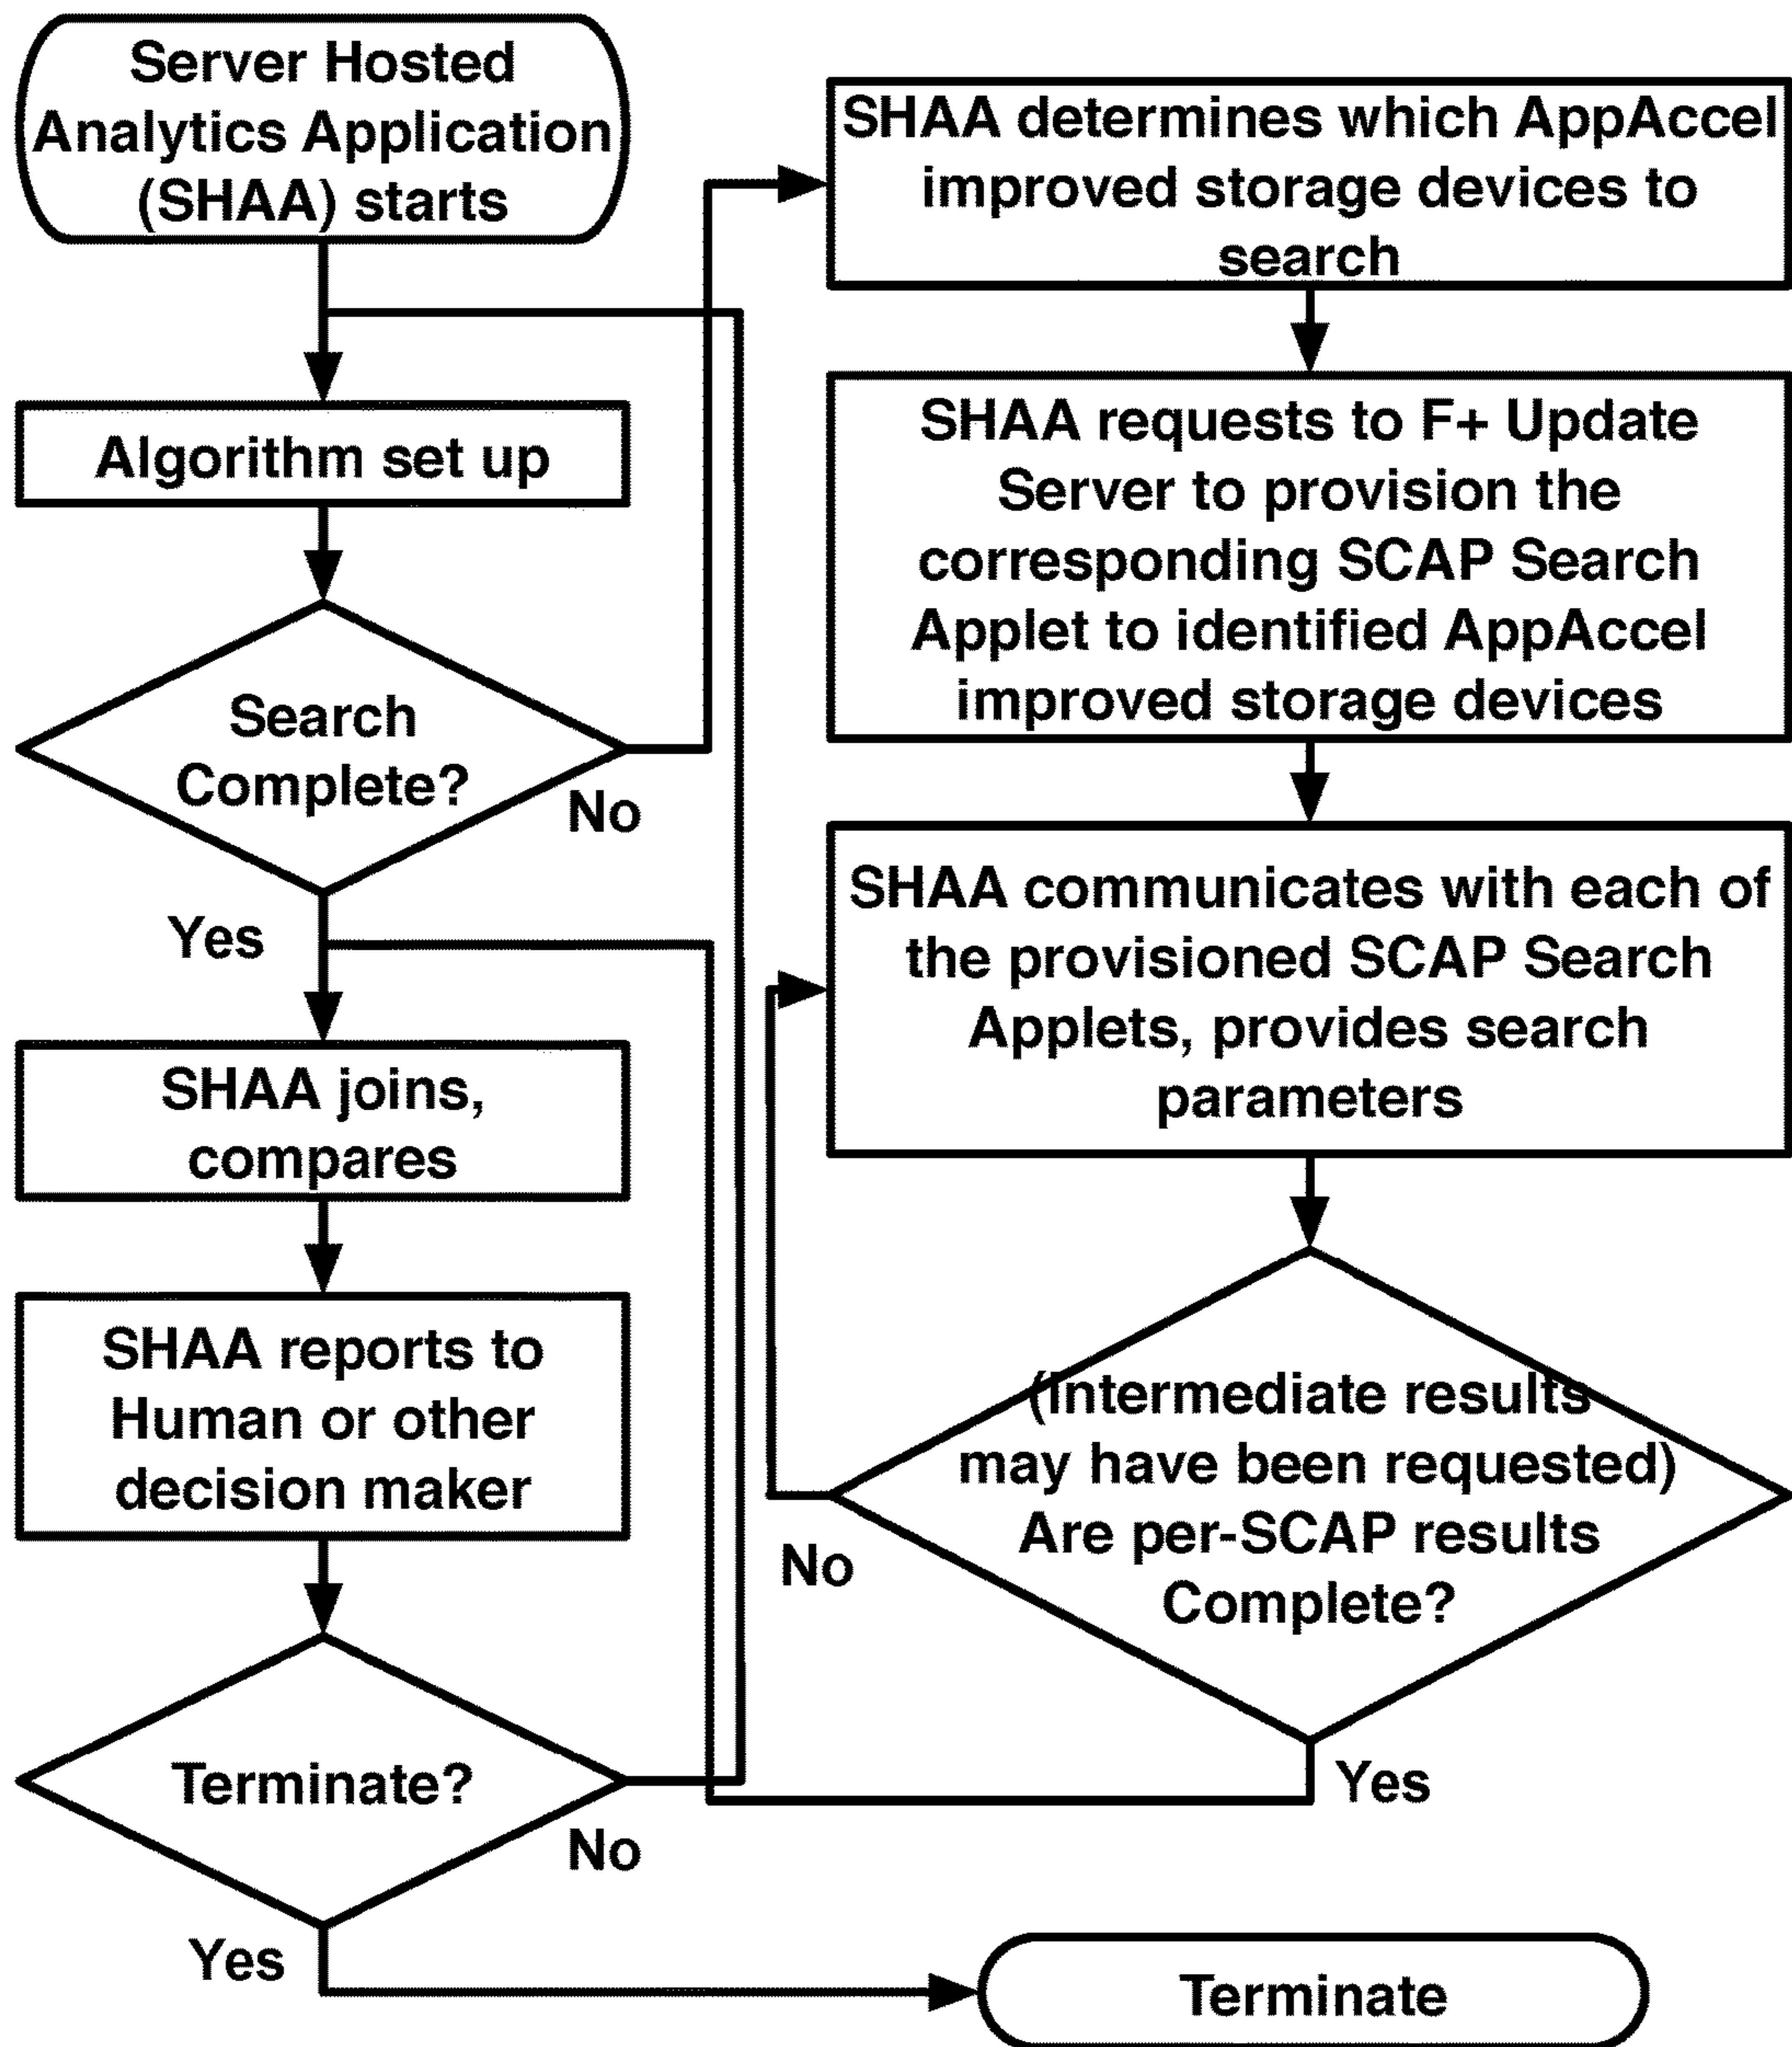 Server Hosted
Analytics Application
(SHAA) starts
Algorithm set up
Search
Complete?
No
Yes
SHAA joins,
compares
SHAA reports to
Human or other
decision maker
Terminate?
No
Yes
SHAA determines which AppAccel
improved storage devices to
search
SHAA requests to F+ Update
Server to provision the
corresponding SCAP Search
Applet to identified AppAccel
improved storage devices
SHAA communicates with each of
the provisioned SCAP Search
Applets, provides search
parameters
(Intermediate results
may have been requested)
Are per-SCAP results
Complete?
No
Yes
Terminate